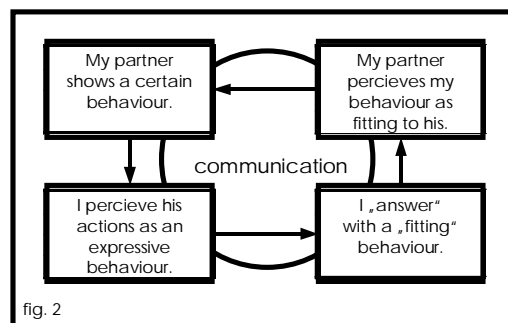 My partner
shows a certain
behaviour.
My partner
percieves my
behaviour as
fitting to his.
communication
I percieve his
actions as an
expressive
behaviour.
I „answer“
with a „fitting“
behaviour.
fig. 2